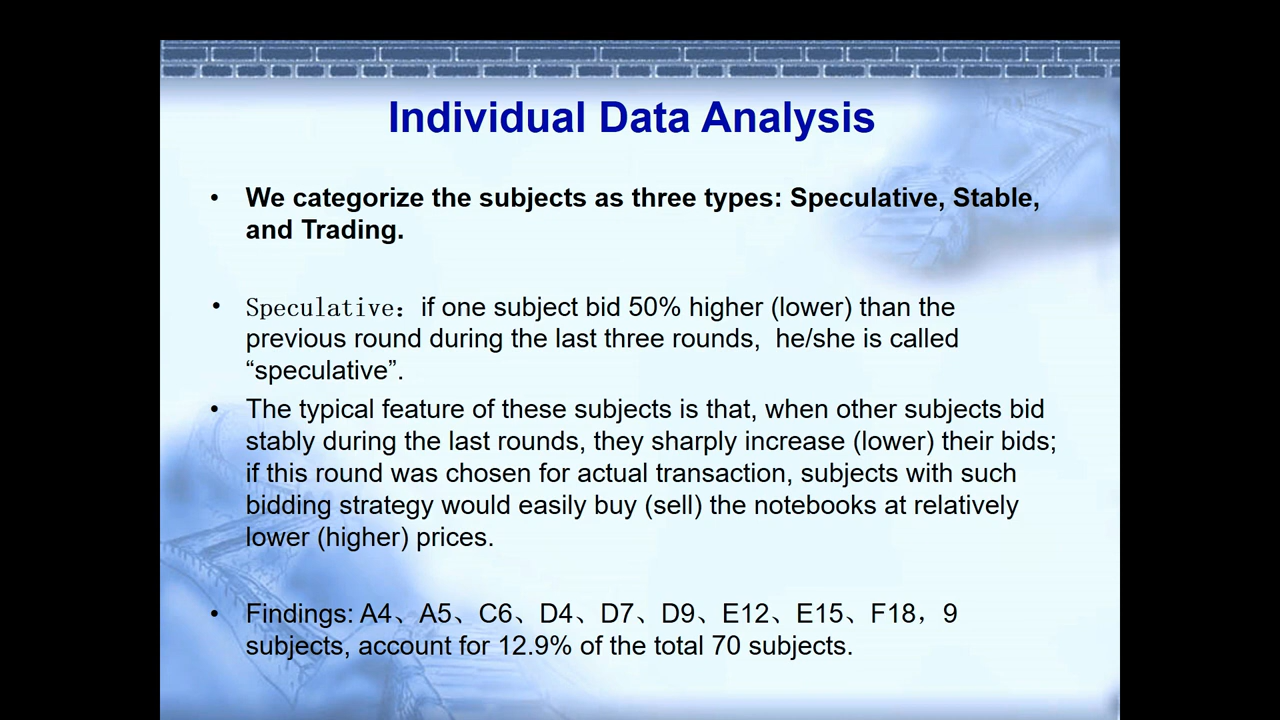 Individual Data Analysis
• We categorize the subjects as three types: Speculative, Stable,
and Trading.
• Speculative：if one subject bid 50% higher (lower) than the
previous round during the last three rounds,  he/she is called
“speculative”.
• The typical feature of these subjects is that, when other subjects bid
stably during the last rounds, they sharply increase (lower) their bids;
if this round was chosen for actual transaction, subjects with such
bidding strategy would easily buy (sell) the notebooks at relatively
lower (higher) prices.
• Findings: A4、A5、C6、D4、D7、D9、E12、E15、F18，9
subjects, account for 12.9% of the total 70 subjects.